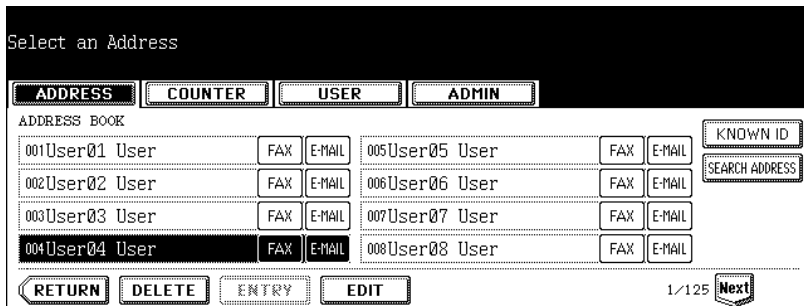 Select an Address
ADDRESS COUNTER USER ADMIN
ADDRESS BOOK
KNOWN ID
001User01 User FAX E-MAIL 005User05 User FAX E-MAIL
SEARCH ADDRESS
002User02 User FAX E-MAIL 006User06 User FAX E-MAIL
003User03 User FAX E-MAIL 007User07 User FAX E-MAIL
004User04 User FAX E-MAIL 008User08 User FAX E-MAIL
RETURN DELETE ENTRY EDIT 1/125 Next